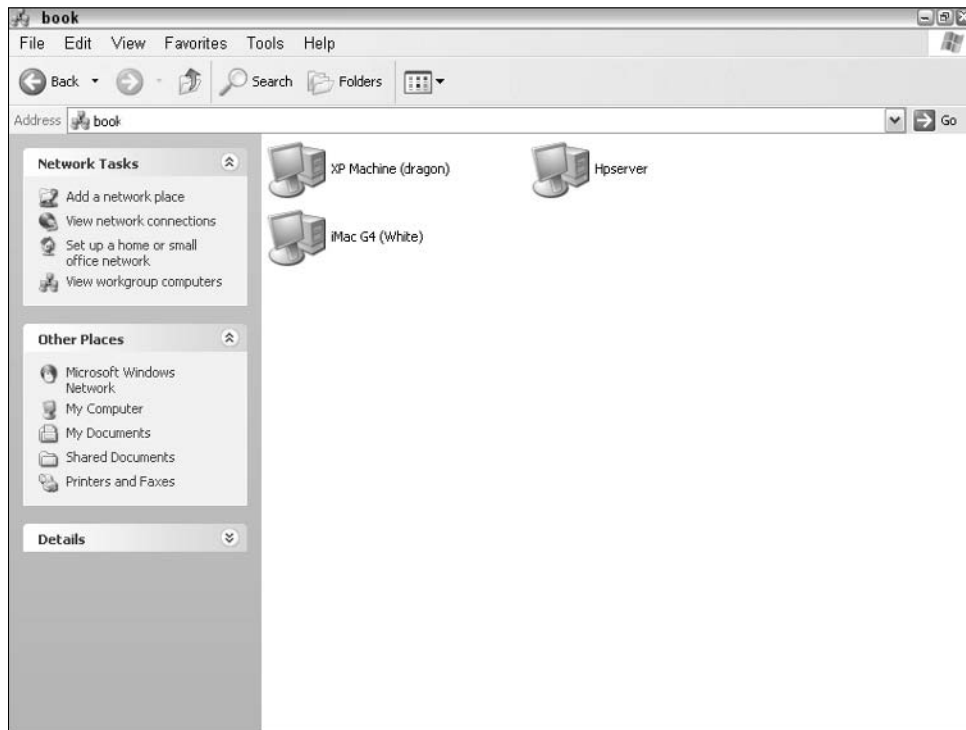 book
File Edit View Favorites Tools Help
Back Search Folders
Address book Go
Network Tasks
Add a network place
View network connections
Set up a home or small
office network
View workgroup computers
Other Places
Microsoft Windows
Network
My Computer
My Documents
Shared Documents
Printers and Faxes
Details
XP Machine (dragon)
Hpserver
iMac G4 (White)